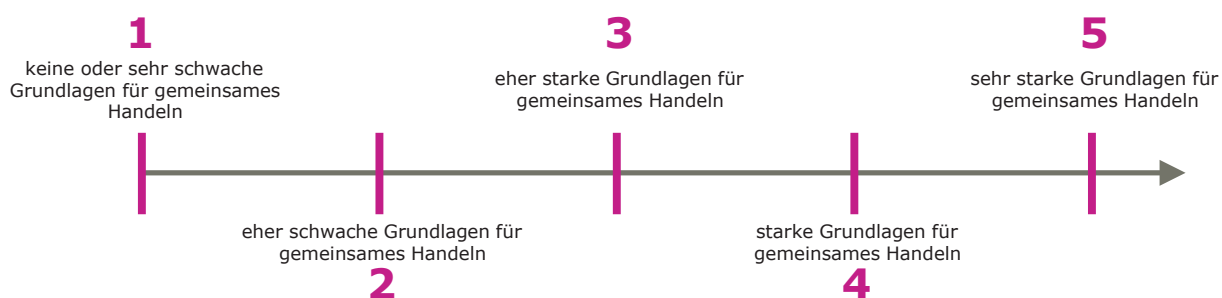 1
keine oder sehr schwache
Grundlagen für gemeinsames
Handeln
eher schwache Grundlagen für
gemeinsames Handeln
2
3
eher starke Grundlagen für
gemeinsames Handeln
starke Grundlagen für
gemeinsames Handeln
4
5
sehr starke Grundlagen für
gemeinsames Handeln